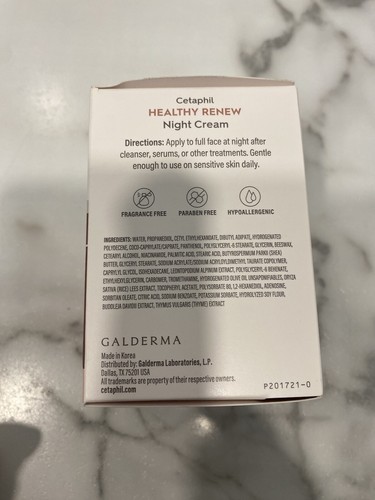 Cetaphil
HEALTHY RENEW
Night Cream
Directions: Apply to full face at night after
cleanser, serums, or other treatments. Gentle
enough to use on sensitive skin daily.
FRAGRANCE FREE PARABEN FREE HYPOALLERGENIC
INGREDIENTS: WATER, PROPANEDIOL, CETYL ETHYLHEXANOATE, DIBUTYL ADIPATE, HYDROGENATED
POLYDECENE, COCO-CAPRYLATE/CAPRATE, PANTHENOL, POLYGLYCERYL-6 STEARATE, GLYCERIN, BEESWAX,
CETEARYL ALCOHOL, NIACINAMIDE, PALMITIC ACID, STEARIC ACID, BUTYROSPERMUM PARKII (SHEA)
BUTTER, GLYCERYL STEARATE, SODIUM ACRYLATE/SODIUM ACRYLOYLDIMETHYL TAURATE COPOLYMER,
CAPRYLYL GLYCOL, ISOHEXADECANE, LEONTOPODIUM ALPINUM EXTRACT, POLYGLYCERYL-6 BEHENATE,
ETHYLHEXYLGLYCERIN, CARBOMER, TROMETHAMINE, HYDROGENATED OLIVE OIL UNSAPONIFIABLES, ORYZA
SATIVA (RICE) LEES EXTRACT, TOCOPHERYL ACETATE, POLYSORBATE 80, 1,2-HEXANEDIOL, ADENOSINE,
SORBITAN OLEATE, CITRIC ACID, SODIUM BENZOATE, POTASSIUM SORBATE, HYDROLYZED SOY FLOUR,
BUDDLEJA DAVIDII EXTRACT, THYMUS VULGARIS (THYME) EXTRACT
GALDERMA
Made in Korea
Distributed by: Galderma Laboratories, L.P.
Dallas, TX 75201 USA
All trademarks are property of their respective owners.
cetaphil.com
P201721-0